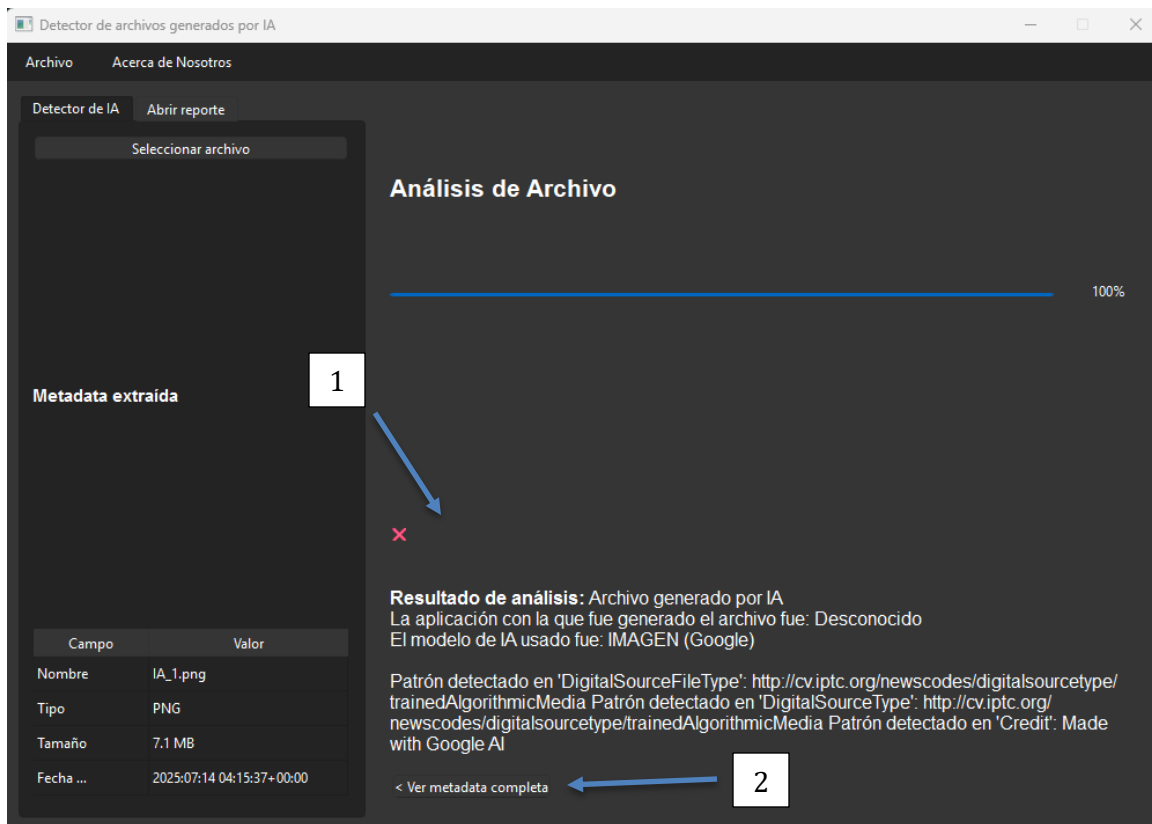 Detector de archivos generados por IA
Archivo Acerca de Nosotros
Detector de IA Abrir reporte
Seleccionar archivo
Análisis de Archivo
100%
1
Metadata extraída
Resultado de análisis: Archivo generado por IA
La aplicación con la que fue generado el archivo fue: Desconocido
El modelo de IA usado fue: IMAGEN (Google)
Patrón detectado en 'DigitalSourceFileType': http://cv.iptc.org/newscodes/digitalsourcetype/
trainedAlgorithmicMedia Patrón detectado en 'DigitalSourceType': http://cv.iptc.org/
newscodes/digitalsourcetype/trainedAlgorithmicMedia Patrón detectado en 'Credit': Made
with Google AI
Campo Valor
Nombre IA_1.png
Tipo PNG
Tamaño 7.1 MB
Fecha ... 2025:07:14 04:15:37+00:00
< Ver metadata completa
2